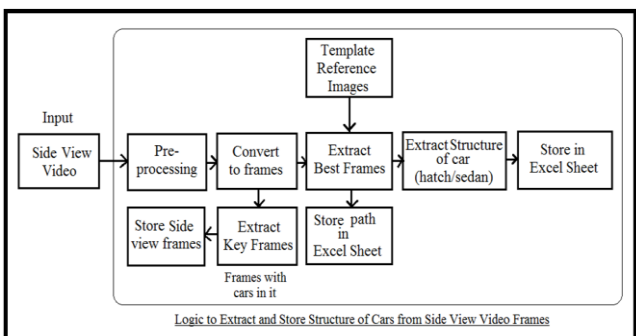 Template
Reference
Images
Input
Side View
Video
Pre-
processing
Convert
to frames
Extract
Best Frames
Extract Structure
of car
(hatch/sedan)
Store in
Excel Sheet
Store Side
view frames
Extract
Key Frames
Store path
in
Excel Sheet
Frames with
cars in it
Logic to Extract and Store Structure of Cars from Side View Video Frames